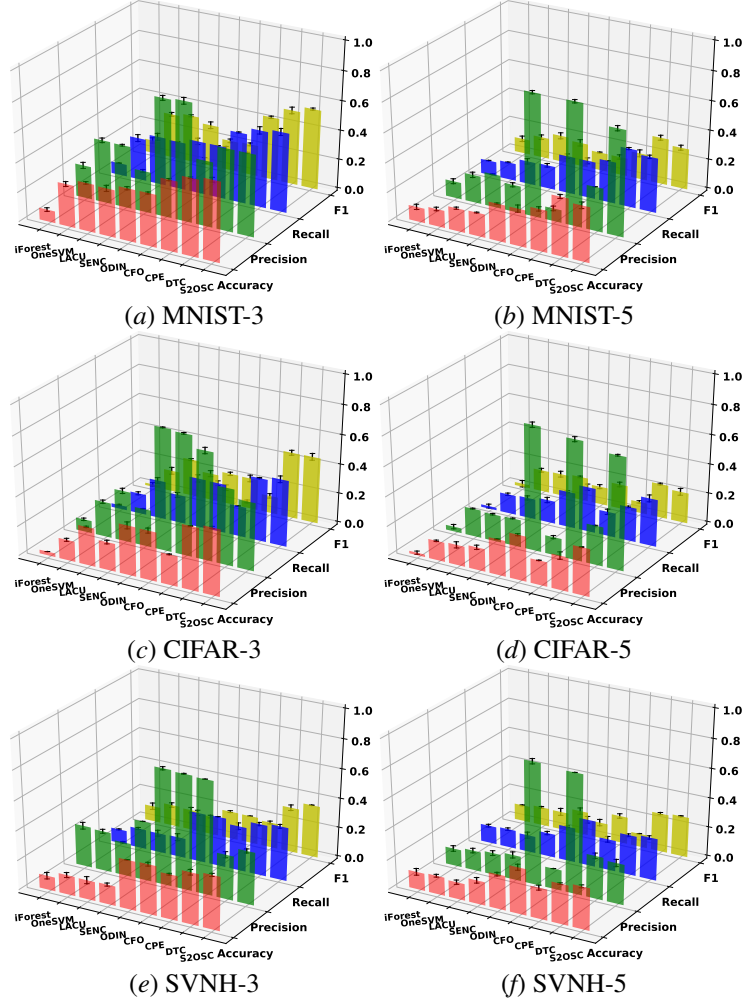 1.0
0.8
0.6
0.4
0.2
0.0
F1
Recall
Precision
Accuracy
iForest
OneSVM
LACU
SENC
ODIN
CFO
CPE
DTC
S2OSC
(a) MNIST-3
1.0
0.8
0.6
0.4
0.2
0.0
F1
Recall
Precision
Accuracy
iForest
OneSVM
LACU
SENC
ODIN
CFO
CPE
DTC
S2OSC
(b) MNIST-5
1.0
0.8
0.6
0.4
0.2
0.0
F1
Recall
Precision
Accuracy
iForest
OneSVM
LACU
SENC
ODIN
CFO
CPE
DTC
S2OSC
(c) CIFAR-3
1.0
0.8
0.6
0.4
0.2
0.0
F1
Recall
Precision
Accuracy
iForest
OneSVM
LACU
SENC
ODIN
CFO
CPE
DTC
S2OSC
(d) CIFAR-5
1.0
0.8
0.6
0.4
0.2
0.0
F1
Recall
Precision
Accuracy
iForest
OneSVM
LACU
SENC
ODIN
CFO
CPE
DTC
S2OSC
(e) SVNH-3
1.0
0.8
0.6
0.4
0.2
0.0
F1
Recall
Precision
Accuracy
iForest
OneSVM
LACU
SENC
ODIN
CFO
CPE
DTC
S2OSC
(f) SVNH-5